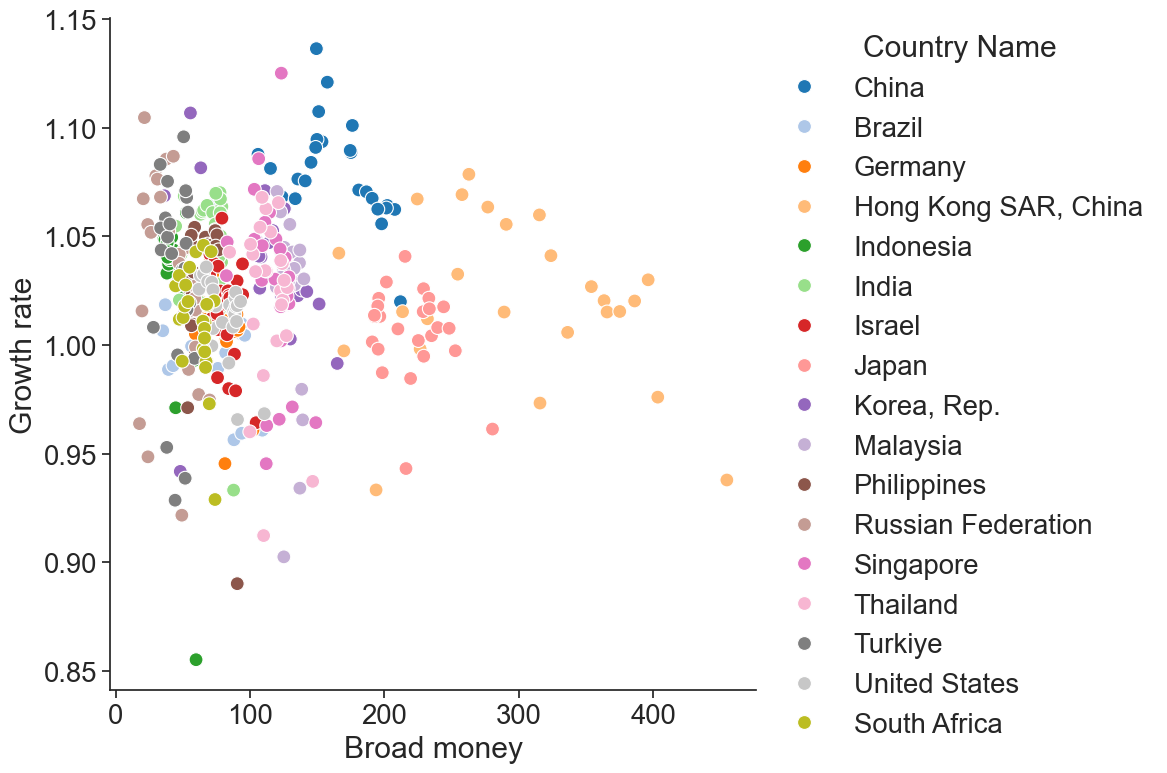 1.15
1.10
1.05
1.00
0.95
0.90
0.85
Growth rate
0
100
200
300
400
Broad money
Country Name
China
Brazil
Germany
Hong Kong SAR, China
Indonesia
India
Israel
Japan
Korea, Rep.
Malaysia
Philippines
Russian Federation
Singapore
Thailand
Turkiye
United States
South Africa